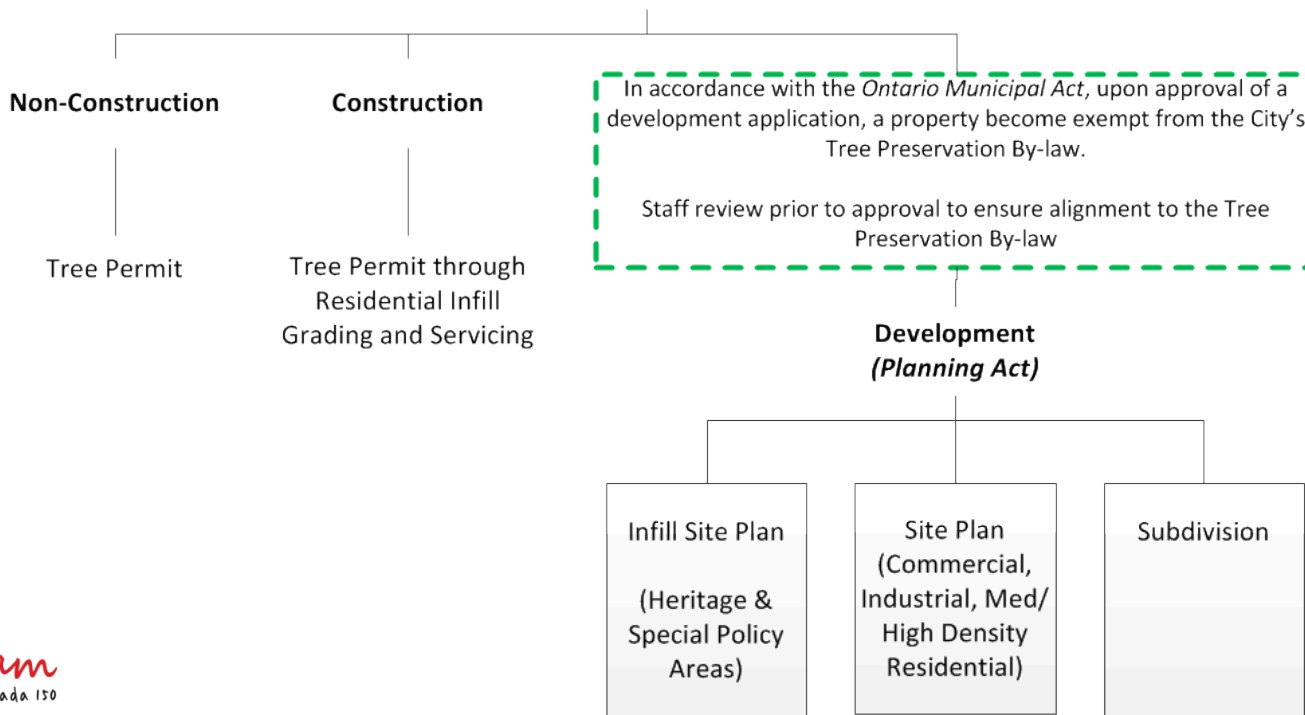 Non-Construction
Construction
In accordance with the Ontario Municipal Act, upon approval of a
development application, a property become exempt from the City's
Tree Preservation By-law.
Staff review prior to approval to ensure alignment to the Tree
Preservation By-law
Tree Permit
Tree Permit through
Residential Infill
Grading and Servicing
Development
(Planning Act)
Infill Site Plan
(Heritage &
Special Policy
Areas)
Site Plan
(Commercial,
Industrial, Med/
High Density
Residential)
Subdivision
am
ada 150